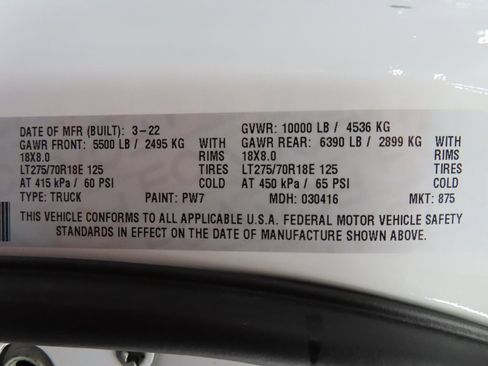 DATE OF MFR (BUILT): 3-22 GVWR: 10000 LB / 4536 KG
GAWR FRONT: 5500 LB / 2495 KG WITH GAWR REAR: 6390 LB / 2899 KG WITH
18X8.0 RIMS 18X8.0 RIMS
LT275/70R18E 125 TIRES LT275/70R18E 125 TIRES
AT 415 kPa / 60 PSI COLD AT 450 kPa / 65 PSI COLD
TYPE: TRUCK PAINT: PW7 MDH: 030416 MKT: 875
THIS VEHICLE CONFORMS TO ALL APPLICABLE U.S.A. FEDERAL MOTOR VEHICLE SAFETY
STANDARDS IN EFFECT ON THE DATE OF MANUFACTURE SHOWN ABOVE.